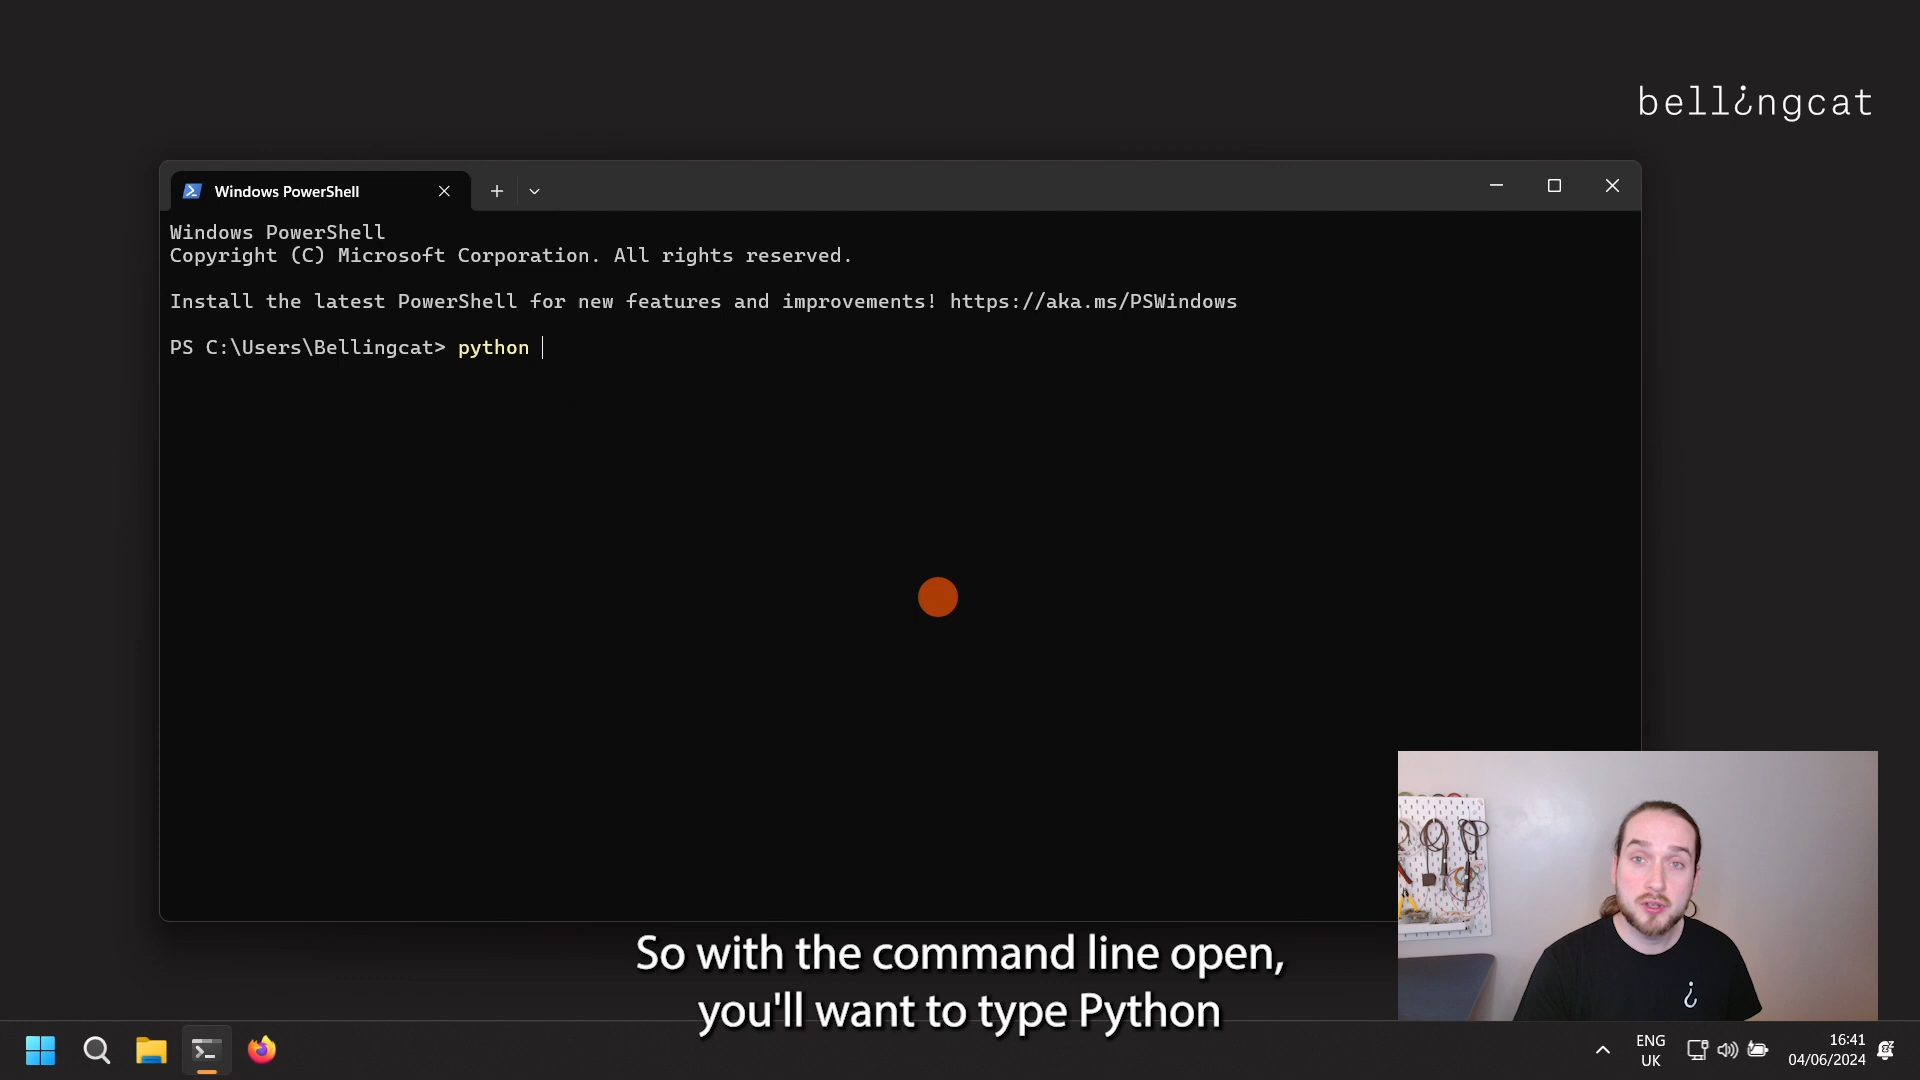 bell¿ngcat
Windows PowerShell
Windows PowerShell
Copyright (C) Microsoft Corporation. All rights reserved.
Install the latest PowerShell for new features and improvements! https://aka.ms/PSWindows
PS C:\Users\Bellingcat> python
So with the command line open,
you'll want to type Python
ENG
UK
16:41
04/06/2024